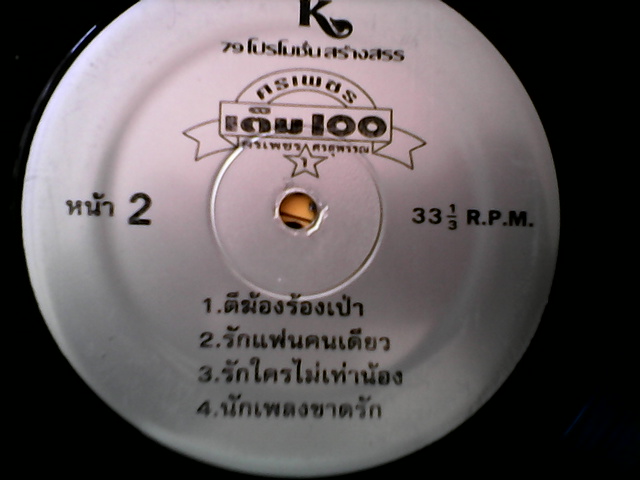 K
79 โปรโมชั่น สร้างสรร
ศรเพชร
เต็ม 100
ศรเพชร ศรสุพรรณ
1
หน้า 2
33 1/3 R.P.M.
1.ตีฆ้องร้องเป่า
2.รักแฟนคนเดียว
3.รักใครไม่เท่าน้อง
4.นักเพลงขาดรัก